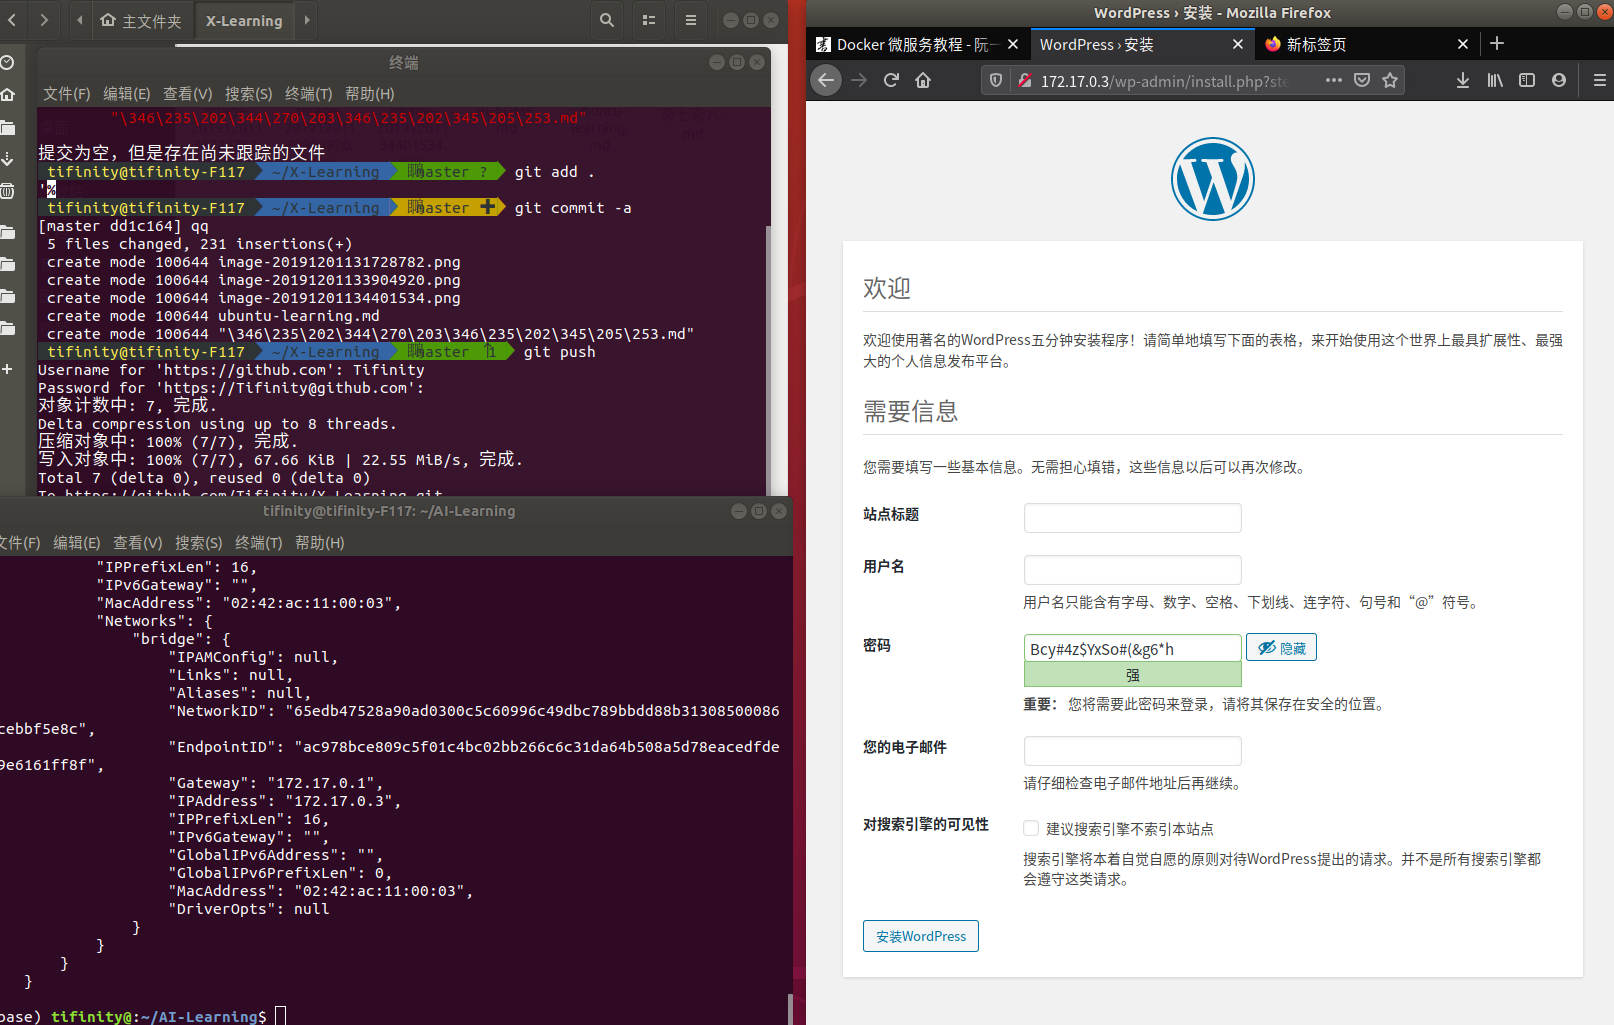 主文件夹
X-Learning
终端
文件(F) 编辑(E) 查看(V) 搜索(S) 终端(T) 帮助(H)
"\346\235\202\344\270\203\346\235\202\345\205\253.md"
提交为空，但是存在尚未跟踪的文件
tifinity@tifinity-F117 ~/X-Learning master ? git add .
'%
tifinity@tifinity-F117 ~/X-Learning master ✚ git commit -a
[master dd1c164] qq
5 files changed, 231 insertions(+)
create mode 100644 image-20191201131728782.png
create mode 100644 image-20191201133904920.png
create mode 100644 image-20191201134401534.png
create mode 100644 ubuntu-learning.md
create mode 100644 "\346\235\202\344\270\203\346\235\202\345\205\253.md"
tifinity@tifinity-F117 ~/X-Learning master ↑1 git push
Username for 'https://github.com': Tifinity
Password for 'https://Tifinity@github.com':
对象计数中: 7, 完成.
Delta compression using up to 8 threads.
压缩对象中: 100% (7/7), 完成.
写入对象中: 100% (7/7), 67.66 KiB | 22.55 MiB/s, 完成.
Total 7 (delta 0), reused 0 (delta 0)
To https://github.com/Tifinity/X-Learning.git
tifinity@tifinity-F117: ~/AI-Learning
文件(F) 编辑(E) 查看(V) 搜索(S) 终端(T) 帮助(H)
"IPPrefixLen": 16,
"IPv6Gateway": "",
"MacAddress": "02:42:ac:11:00:03",
"Networks": {
"bridge": {
"IPAMConfig": null,
"Links": null,
"Aliases": null,
"NetworkID": "65edb47528a90ad0300c5c60996c49dbc789bbdd88b31308500086
cebbf5e8c",
"EndpointID": "ac978bce809c5f01c4bc02bb266c6c31da64b508a5d78eacedfde
9e6161ff8f",
"Gateway": "172.17.0.1",
"IPAddress": "172.17.0.3",
"IPPrefixLen": 16,
"IPv6Gateway": "",
"GlobalIPv6Address": "",
"GlobalIPv6PrefixLen": 0,
"MacAddress": "02:42:ac:11:00:03",
"DriverOpts": null
}
}
}
}
base) tifinity@:~/AI-Learning$
WordPress › 安装 - Mozilla Firefox
Docker 微服务教程 - 阮一
WordPress › 安装
新标签页
172.17.0.3/wp-admin/install.php?ste
欢迎
欢迎使用著名的WordPress五分钟安装程序！请简单地填写下面的表格，来开始使用这个世界上最具扩展性、最强
大的个人信息发布平台。
需要信息
您需要填写一些基本信息。无需担心填错，这些信息以后可以再次修改。
站点标题
用户名
用户名只能含有字母、数字、空格、下划线、连字符、句号和“@”符号。
密码
Bcy#4z$YxSo#(&g6*h
隐藏
强
重要： 您将需要此密码来登录，请将其保存在安全的位置。
您的电子邮件
请仔细检查电子邮件地址后再继续。
对搜索引擎的可见性
建议搜索引擎不索引本站点
搜索引擎将本着自觉自愿的原则对待WordPress提出的请求。并不是所有搜索引擎都
会遵守这类请求。
安装WordPress